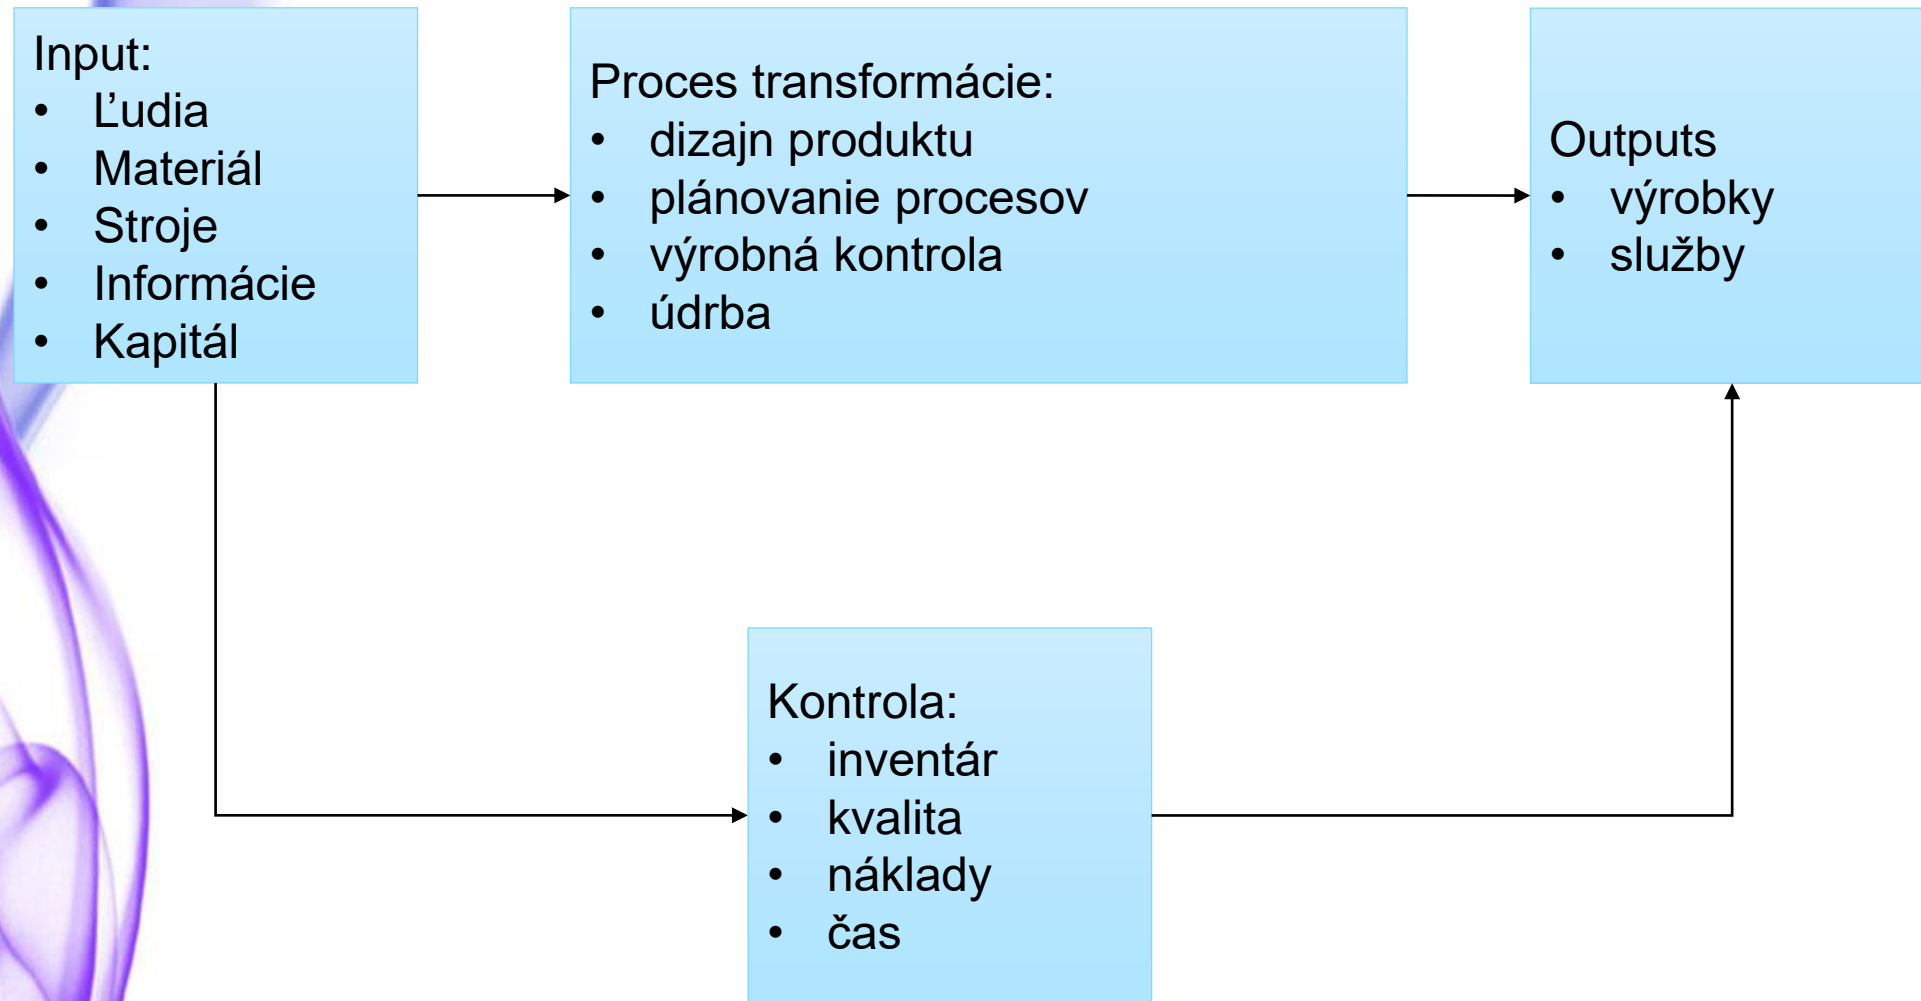 Input:
• Ľudia
• Materiál
• Stroje
• Informácie
• Kapitál
Proces transformácie:
• dizajn produktu
• plánovanie procesov
• výrobná kontrola
• údrba
Outputs
• výrobky
• služby
Kontrola:
• inventár
• kvalita
• náklady
• čas